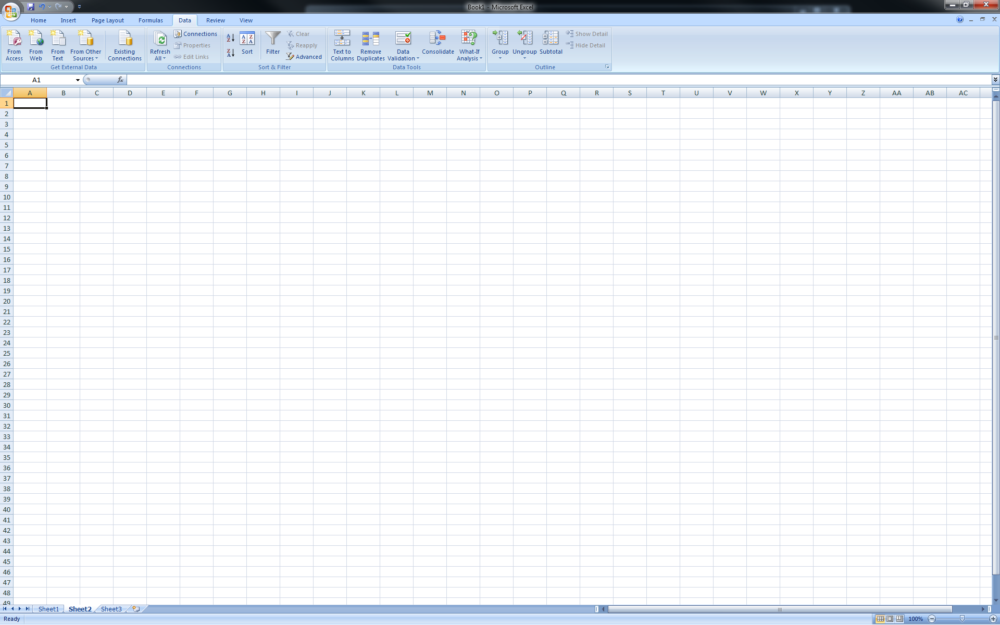 Book1 - Microsoft Excel
Home Insert Page Layout Formulas Data Review View
From Access
From Web
From Text
From Other Sources
Existing Connections
Get External Data
Refresh All
Connections
Properties
Edit Links
Connections
Sort
Filter
Clear
Reapply
Advanced
Sort & Filter
Text to Columns
Remove Duplicates
Data Validation
Consolidate
What-If Analysis
Data Tools
Group
Ungroup
Subtotal
Show Detail
Hide Detail
Outline
A1 fx
A B C D E F G H I J K L M N O P Q R S T U V W X Y Z AA AB AC
1
2
3
4
5
6
7
8
9
10
11
12
13
14
15
16
17
18
19
20
21
22
23
24
25
26
27
28
29
30
31
32
33
34
35
36
37
38
39
40
41
42
43
44
45
46
47
48
49
Sheet1 Sheet2 Sheet3
Ready 100%